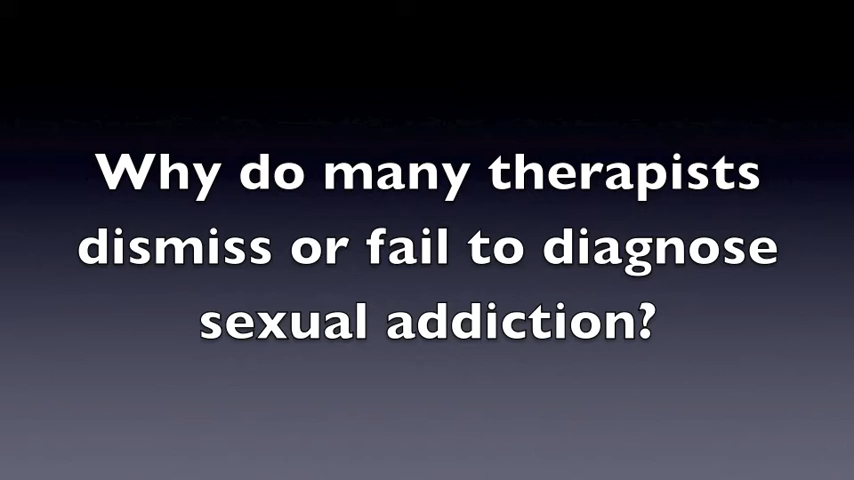 Why do many therapists
dismiss or fail to diagnose
sexual addiction?